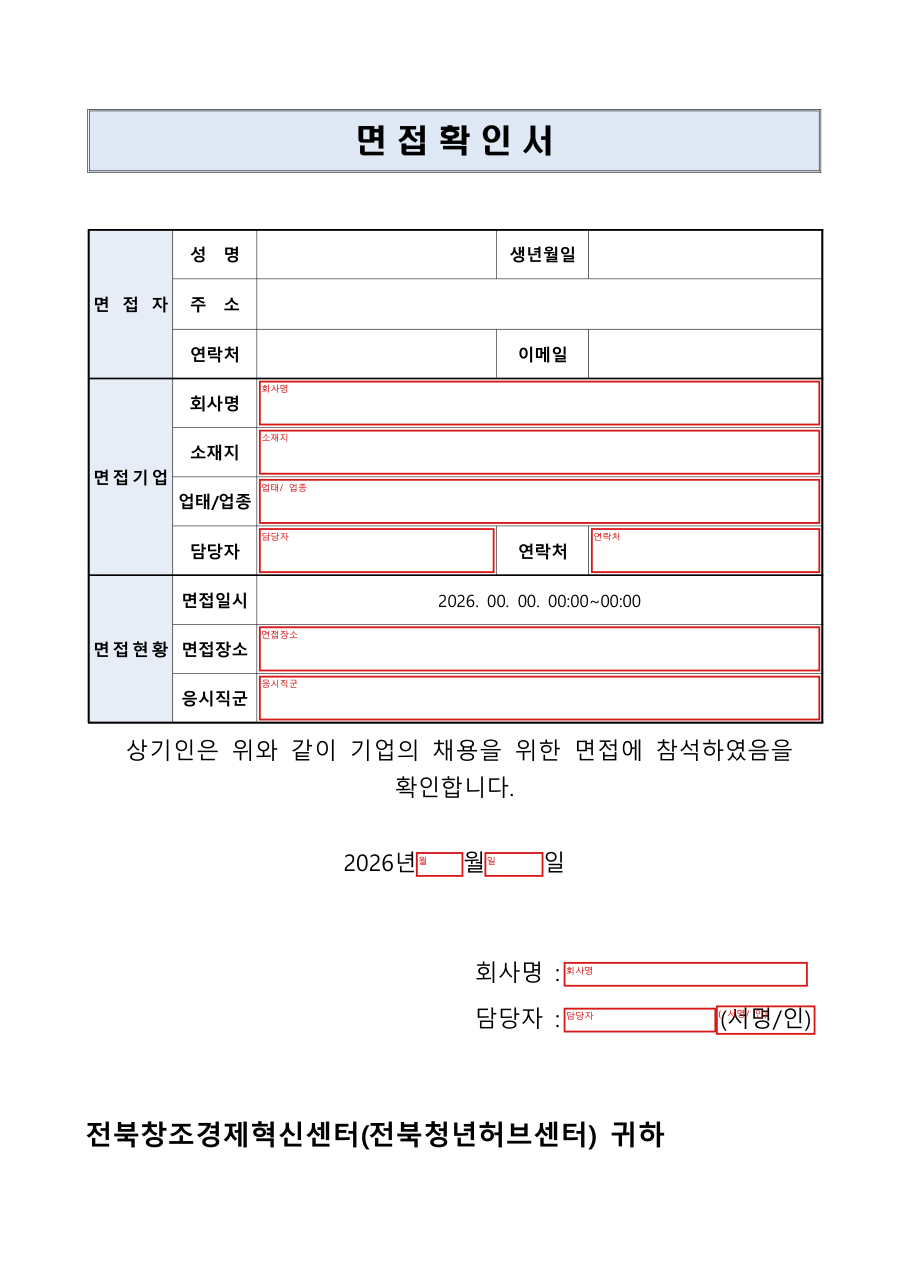 면접확인서
면 접 자
성 명
생년월일
주 소
연락처
이메일
면접기업
회사명
회사명
소재지
소재지
업태/업종
업태/ 업종
담당자
담당자
연락처
연락처
면접현황
면접일시
2026. 00. 00. 00:00~00:00
면접장소
면접장소
응시직군
응시직군
상기인은 위와 같이 기업의 채용을 위한 면접에 참석하였음을
확인합니다.
2026년 월 월 일 일
회사명 : 회사명
담당자 : 담당자 (서명/인)
전북창조경제혁신센터(전북청년허브센터) 귀하